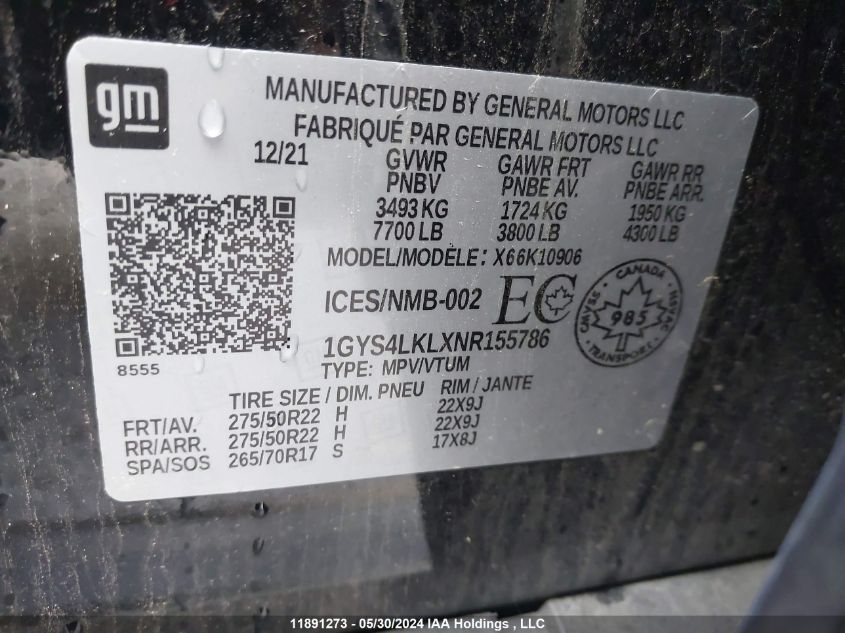 gm
MANUFACTURED BY GENERAL MOTORS LLC
FABRIQUÉ PAR GENERAL MOTORS LLC
12/21 GVWR GAWR FRT GAWR RR
PNBV PNBE AV. PNBE ARR.
3493 KG 1724 KG 1950 KG
7700 LB 3800 LB 4300 LB
MODEL/MODÈLE: X66K10906
ICES/NMB-002 EC
CANADA
CMVSS 985 NSVAC
TRANSPORT
1GYS4LKLXNR155786
8555
TYPE: MPV/VTUM
TIRE SIZE / DIM. PNEU RIM / JANTE
FRT/AV. 275/50R22 H 22X9J
RR/ARR. 275/50R22 H 22X9J
SPA/SOS 265/70R17 S 17X8J
11891273 - 05/30/2024 IAA Holdings, LLC